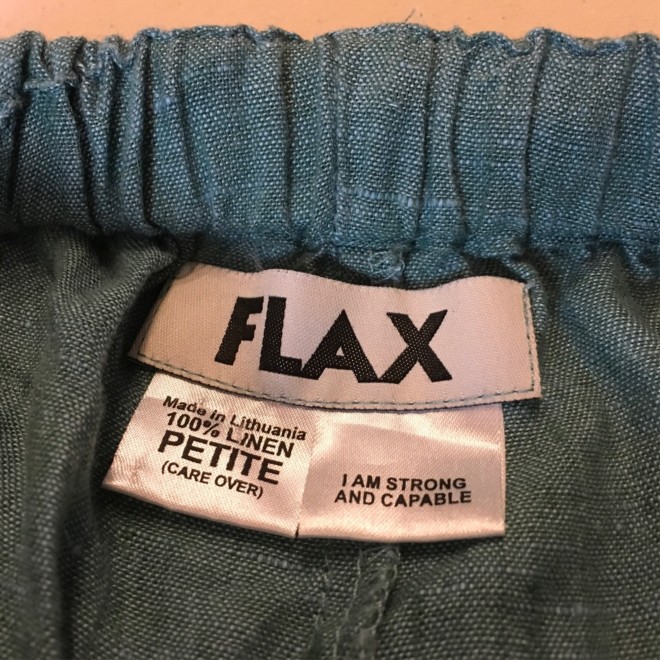 FLAX
Made in Lithuania
100% LINEN
PETITE
(CARE OVER)
I AM STRONG
AND CAPABLE